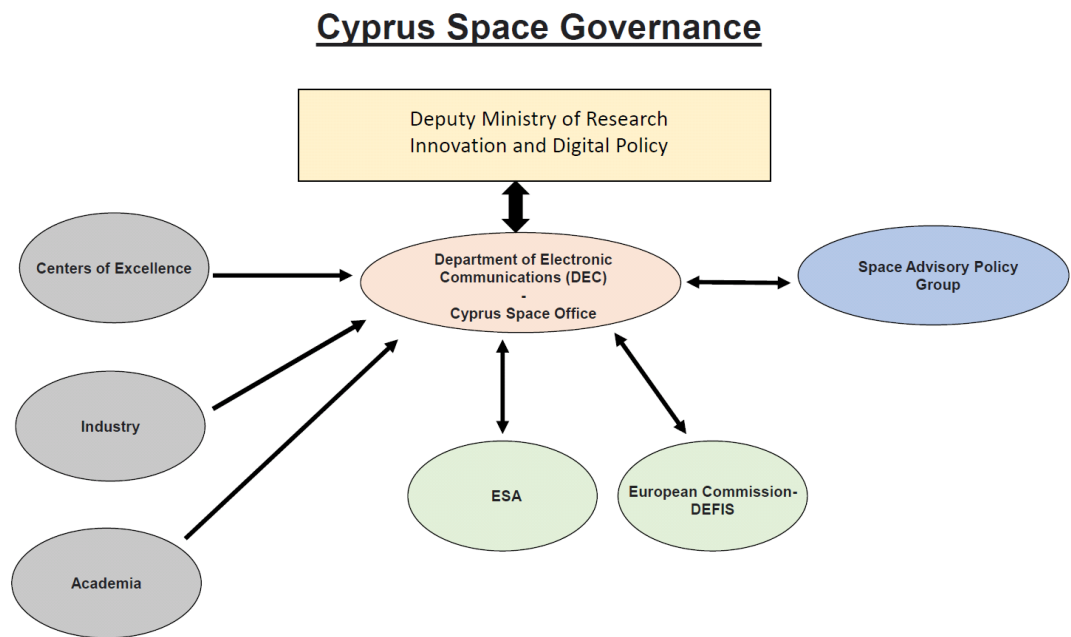 Cyprus Space Governance
Deputy Ministry of Research
Innovation and Digital Policy
Centers of Excellence
Department of Electronic
Communications (DEC)
-
Cyprus Space Office
Space Advisory Policy
Group
Industry
ESA
European Commission-
DEFIS
Academia